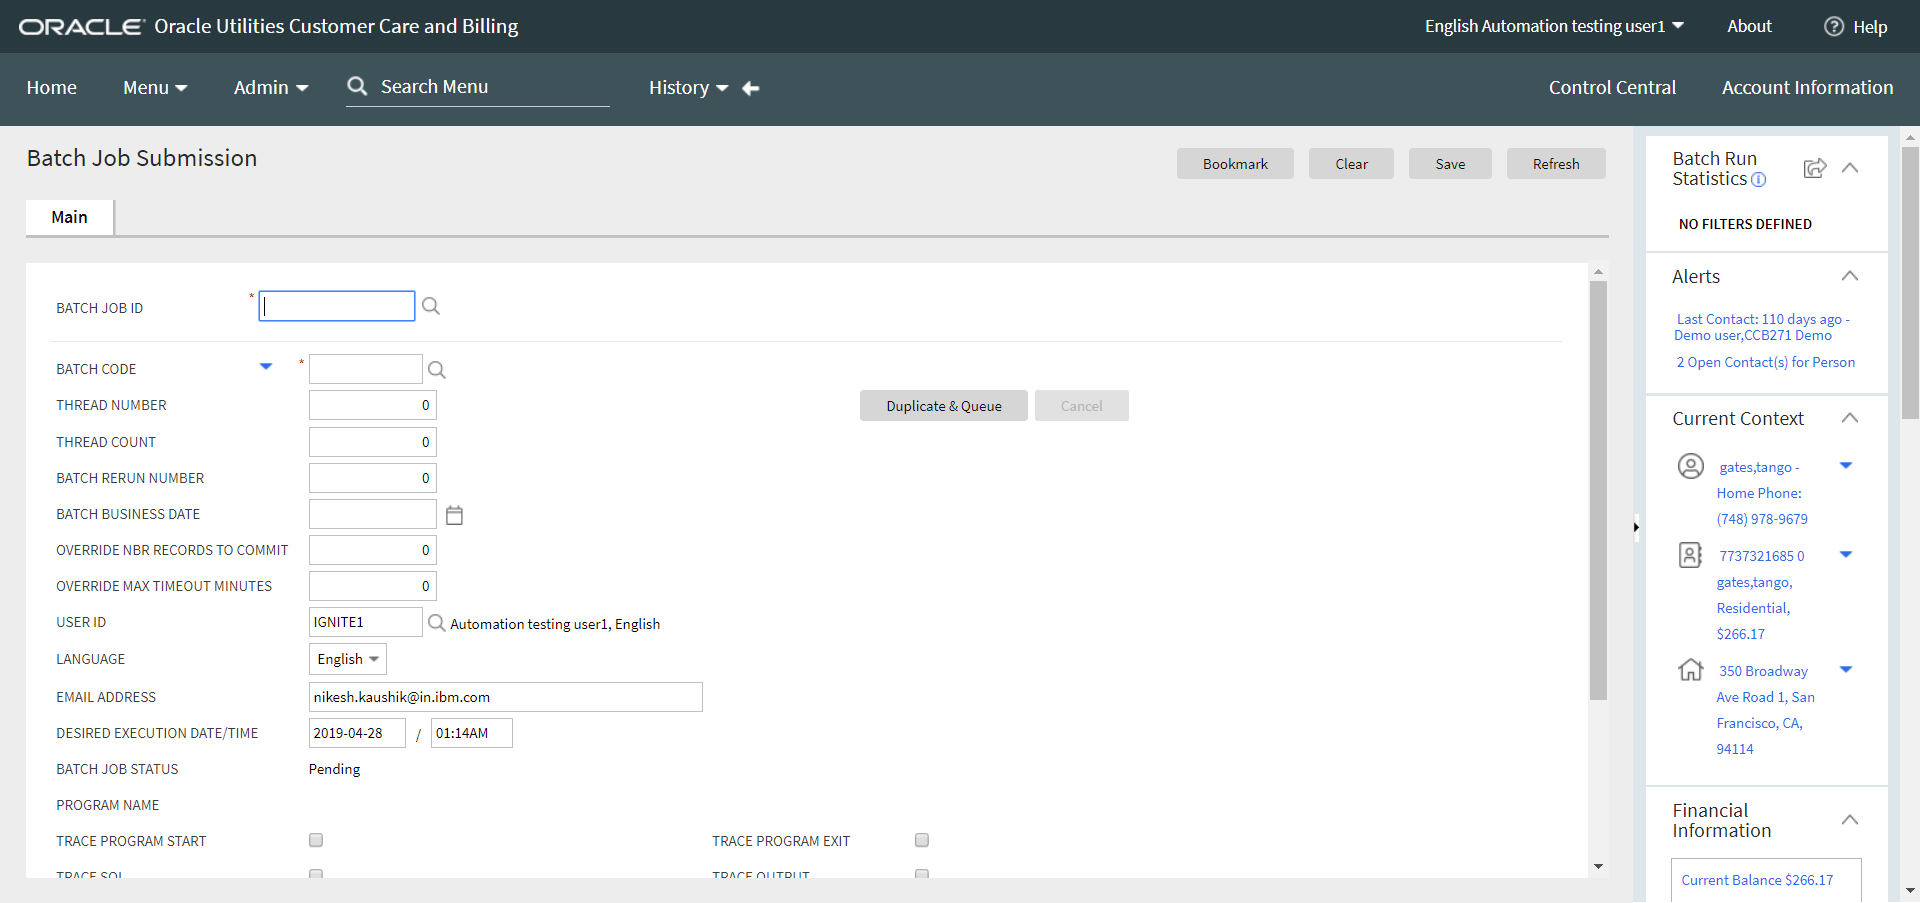 ORACLE Oracle Utilities Customer Care and Billing
English Automation testing user1
About
Help
Home
Menu
Admin
Search Menu
History
Control Central
Account Information
Batch Job Submission
Bookmark
Clear
Save
Refresh
Main
BATCH JOB ID
*
BATCH CODE
*
THREAD NUMBER
0
Duplicate & Queue
Cancel
THREAD COUNT
0
BATCH RERUN NUMBER
0
BATCH BUSINESS DATE
OVERRIDE NBR RECORDS TO COMMIT
0
OVERRIDE MAX TIMEOUT MINUTES
0
USER ID
IGNITE1
Automation testing user1, English
LANGUAGE
English
EMAIL ADDRESS
nikesh.kaushik@in.ibm.com
DESIRED EXECUTION DATE/TIME
2019-04-28 / 01:14AM
BATCH JOB STATUS
Pending
PROGRAM NAME
TRACE PROGRAM START
TRACE PROGRAM EXIT
TRACE SQL
TRACE OUTPUT
Batch Run
Statistics
NO FILTERS DEFINED
Alerts
Last Contact: 110 days ago -
Demo user,CCB271 Demo
2 Open Contact(s) for Person
Current Context
gates,tango -
Home Phone:
(748) 978-9679
7737321685 0
gates,tango,
Residential,
$266.17
350 Broadway
Ave Road 1, San
Francisco, CA,
94114
Financial
Information
Current Balance $266.17